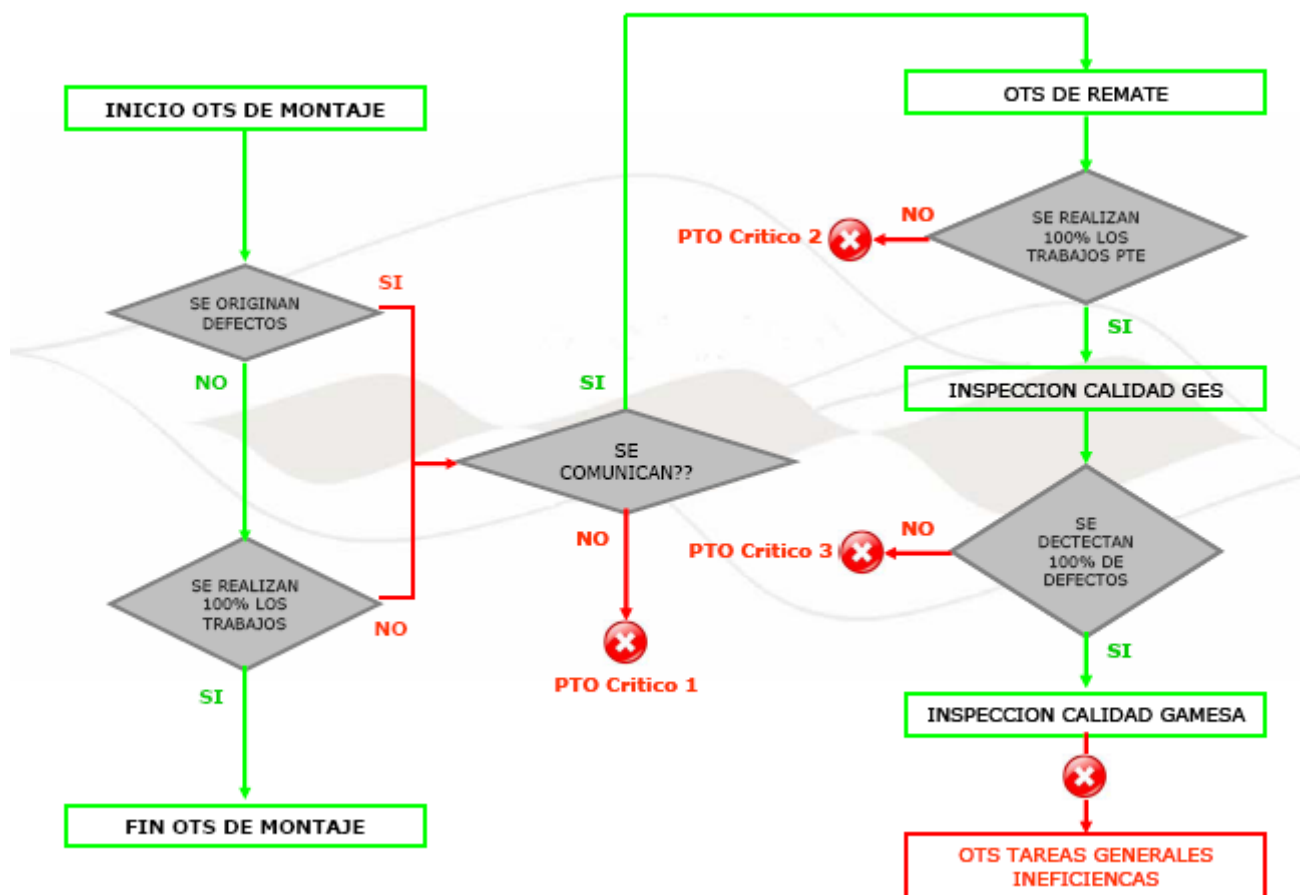 INICIO OTS DE MONTAJE
SE ORIGINAN
DEFECTOS
SI
NO
SE REALIZAN
100% LOS
TRABAJOS
NO
SI
FIN OTS DE MONTAJE
SE
COMUNICAN??
SI
NO
PTO Critico 1
OTS DE REMATE
SE REALIZAN
100% LOS
TRABAJOS PTE
NO
PTO Critico 2
SI
INSPECCION CALIDAD GES
SE
DECTECTAN
100% DE
DEFECTOS
NO
PTO Critico 3
SI
INSPECCION CALIDAD GAMESA
OTS TAREAS GENERALES
INEFICIENCAS